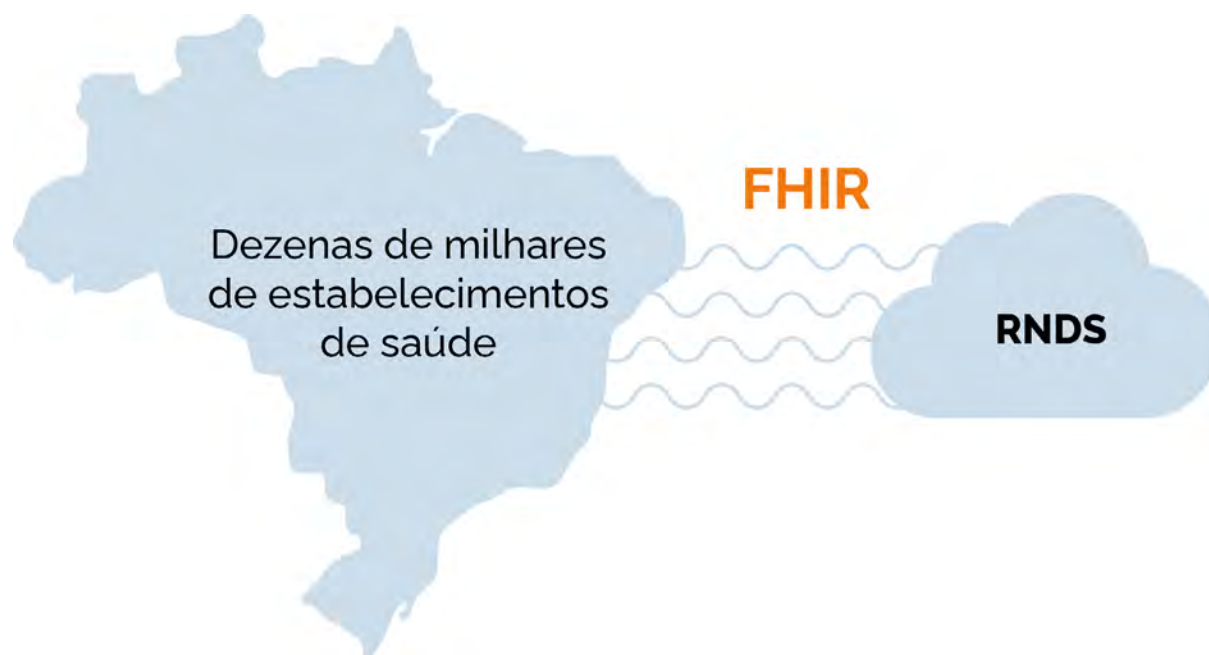 FHIR
Dezenas de milhares
de estabelecimentos
de saúde
RNDS